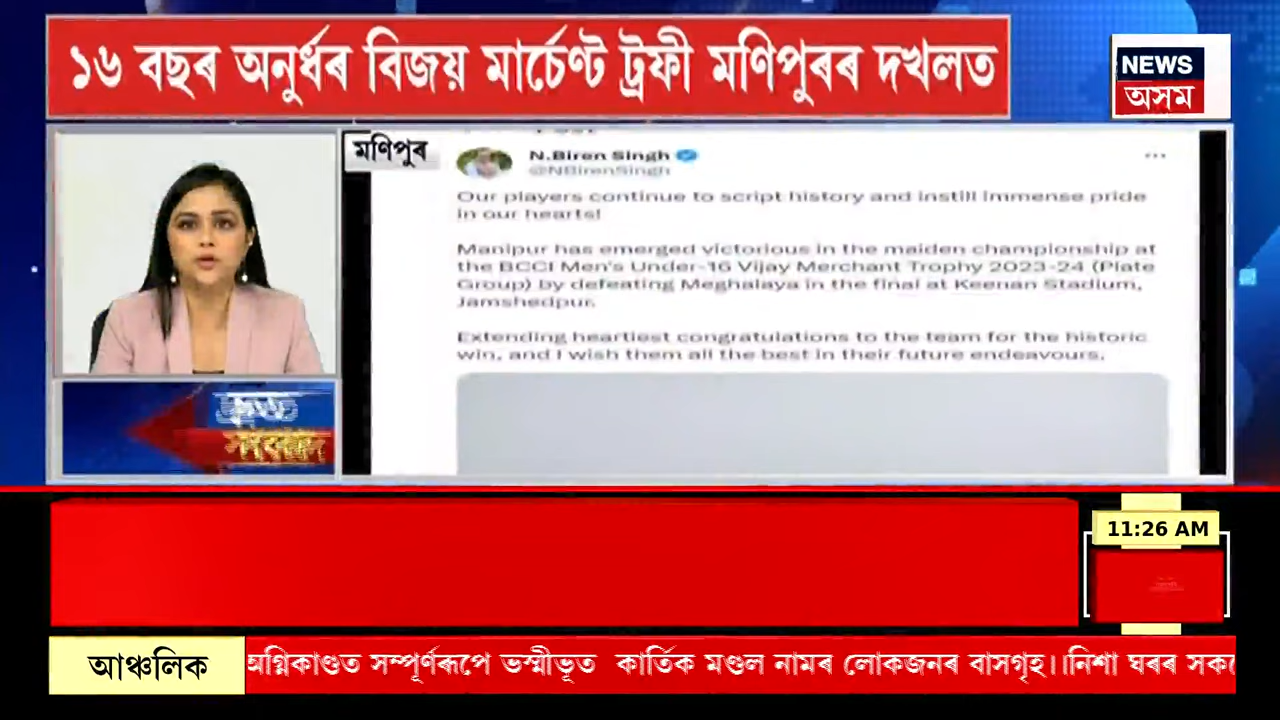 ১৬ বছৰ অনুৰ্ধৰ বিজয় মাৰ্চেণ্ট ট্ৰফী মণিপুৰৰ দখলত
NEWS
অসম
মণিপুৰ
N.Biren Singh
@NBirenSingh
Our players continue to script history and instill immense pride
in our hearts!
Manipur has emerged victorious in the maiden championship at
the BCCI Men's Under-16 Vijay Merchant Trophy 2023-24 (Plate
Group) by defeating Meghalaya in the final at Keenan Stadium,
Jamshedpur.
Extending heartiest congratulations to the team for the historic
win, and I wish them all the best in their future endeavours.
11:26 AM
আঞ্চলিক
অগ্নিকাণ্ডত সম্পূৰ্ণৰূপে ভস্মীভূত কাৰ্তিক মণ্ডল নামৰ লোকজনৰ বাসগৃহ।।নিশা ঘৰৰ